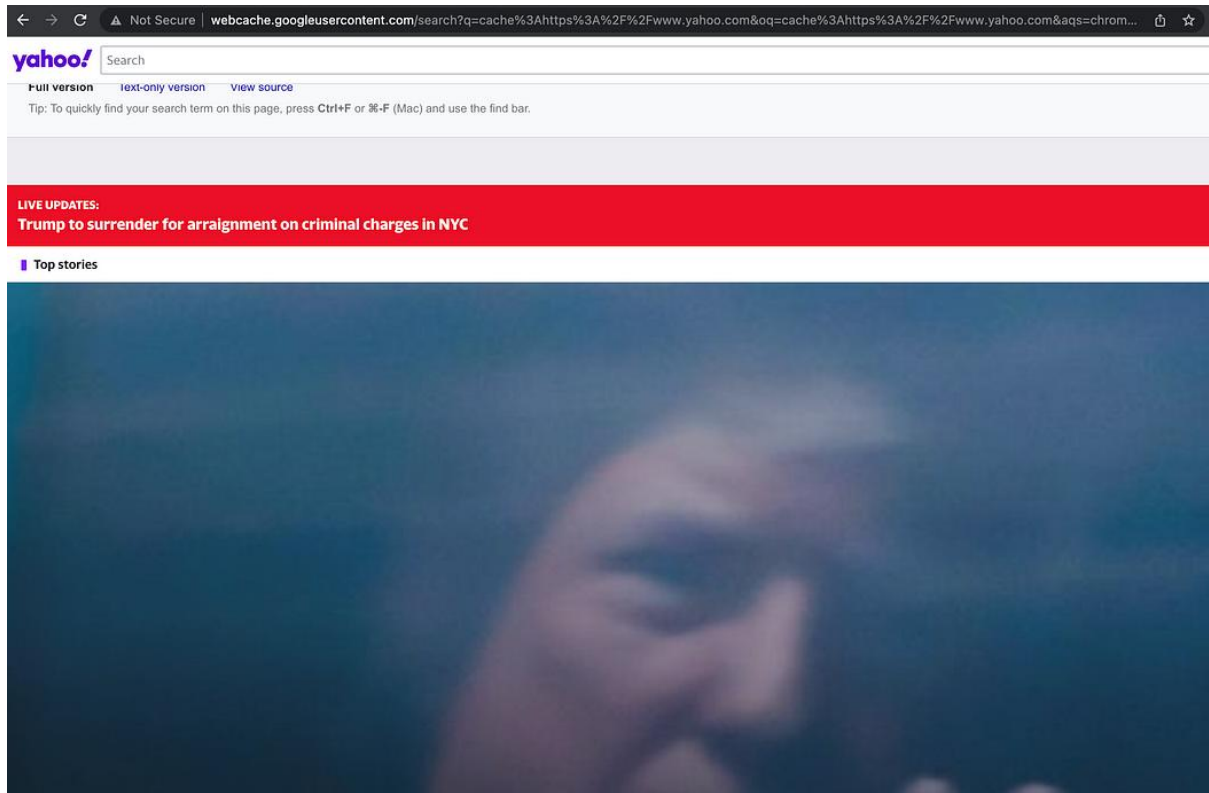 Not Secure | webcache.googleusercontent.com/search?q=cache%3Ahttps%3A%2F%2Fwww.yahoo.com&oq=cache%3Ahttps%3A%2F%2Fwww.yahoo.com&aqs=chrom...
yahoo! Search
Full version Text-only version View source
Tip: To quickly find your search term on this page, press Ctrl+F or ⌘-F (Mac) and use the find bar.
LIVE UPDATES:
Trump to surrender for arraignment on criminal charges in NYC
Top stories